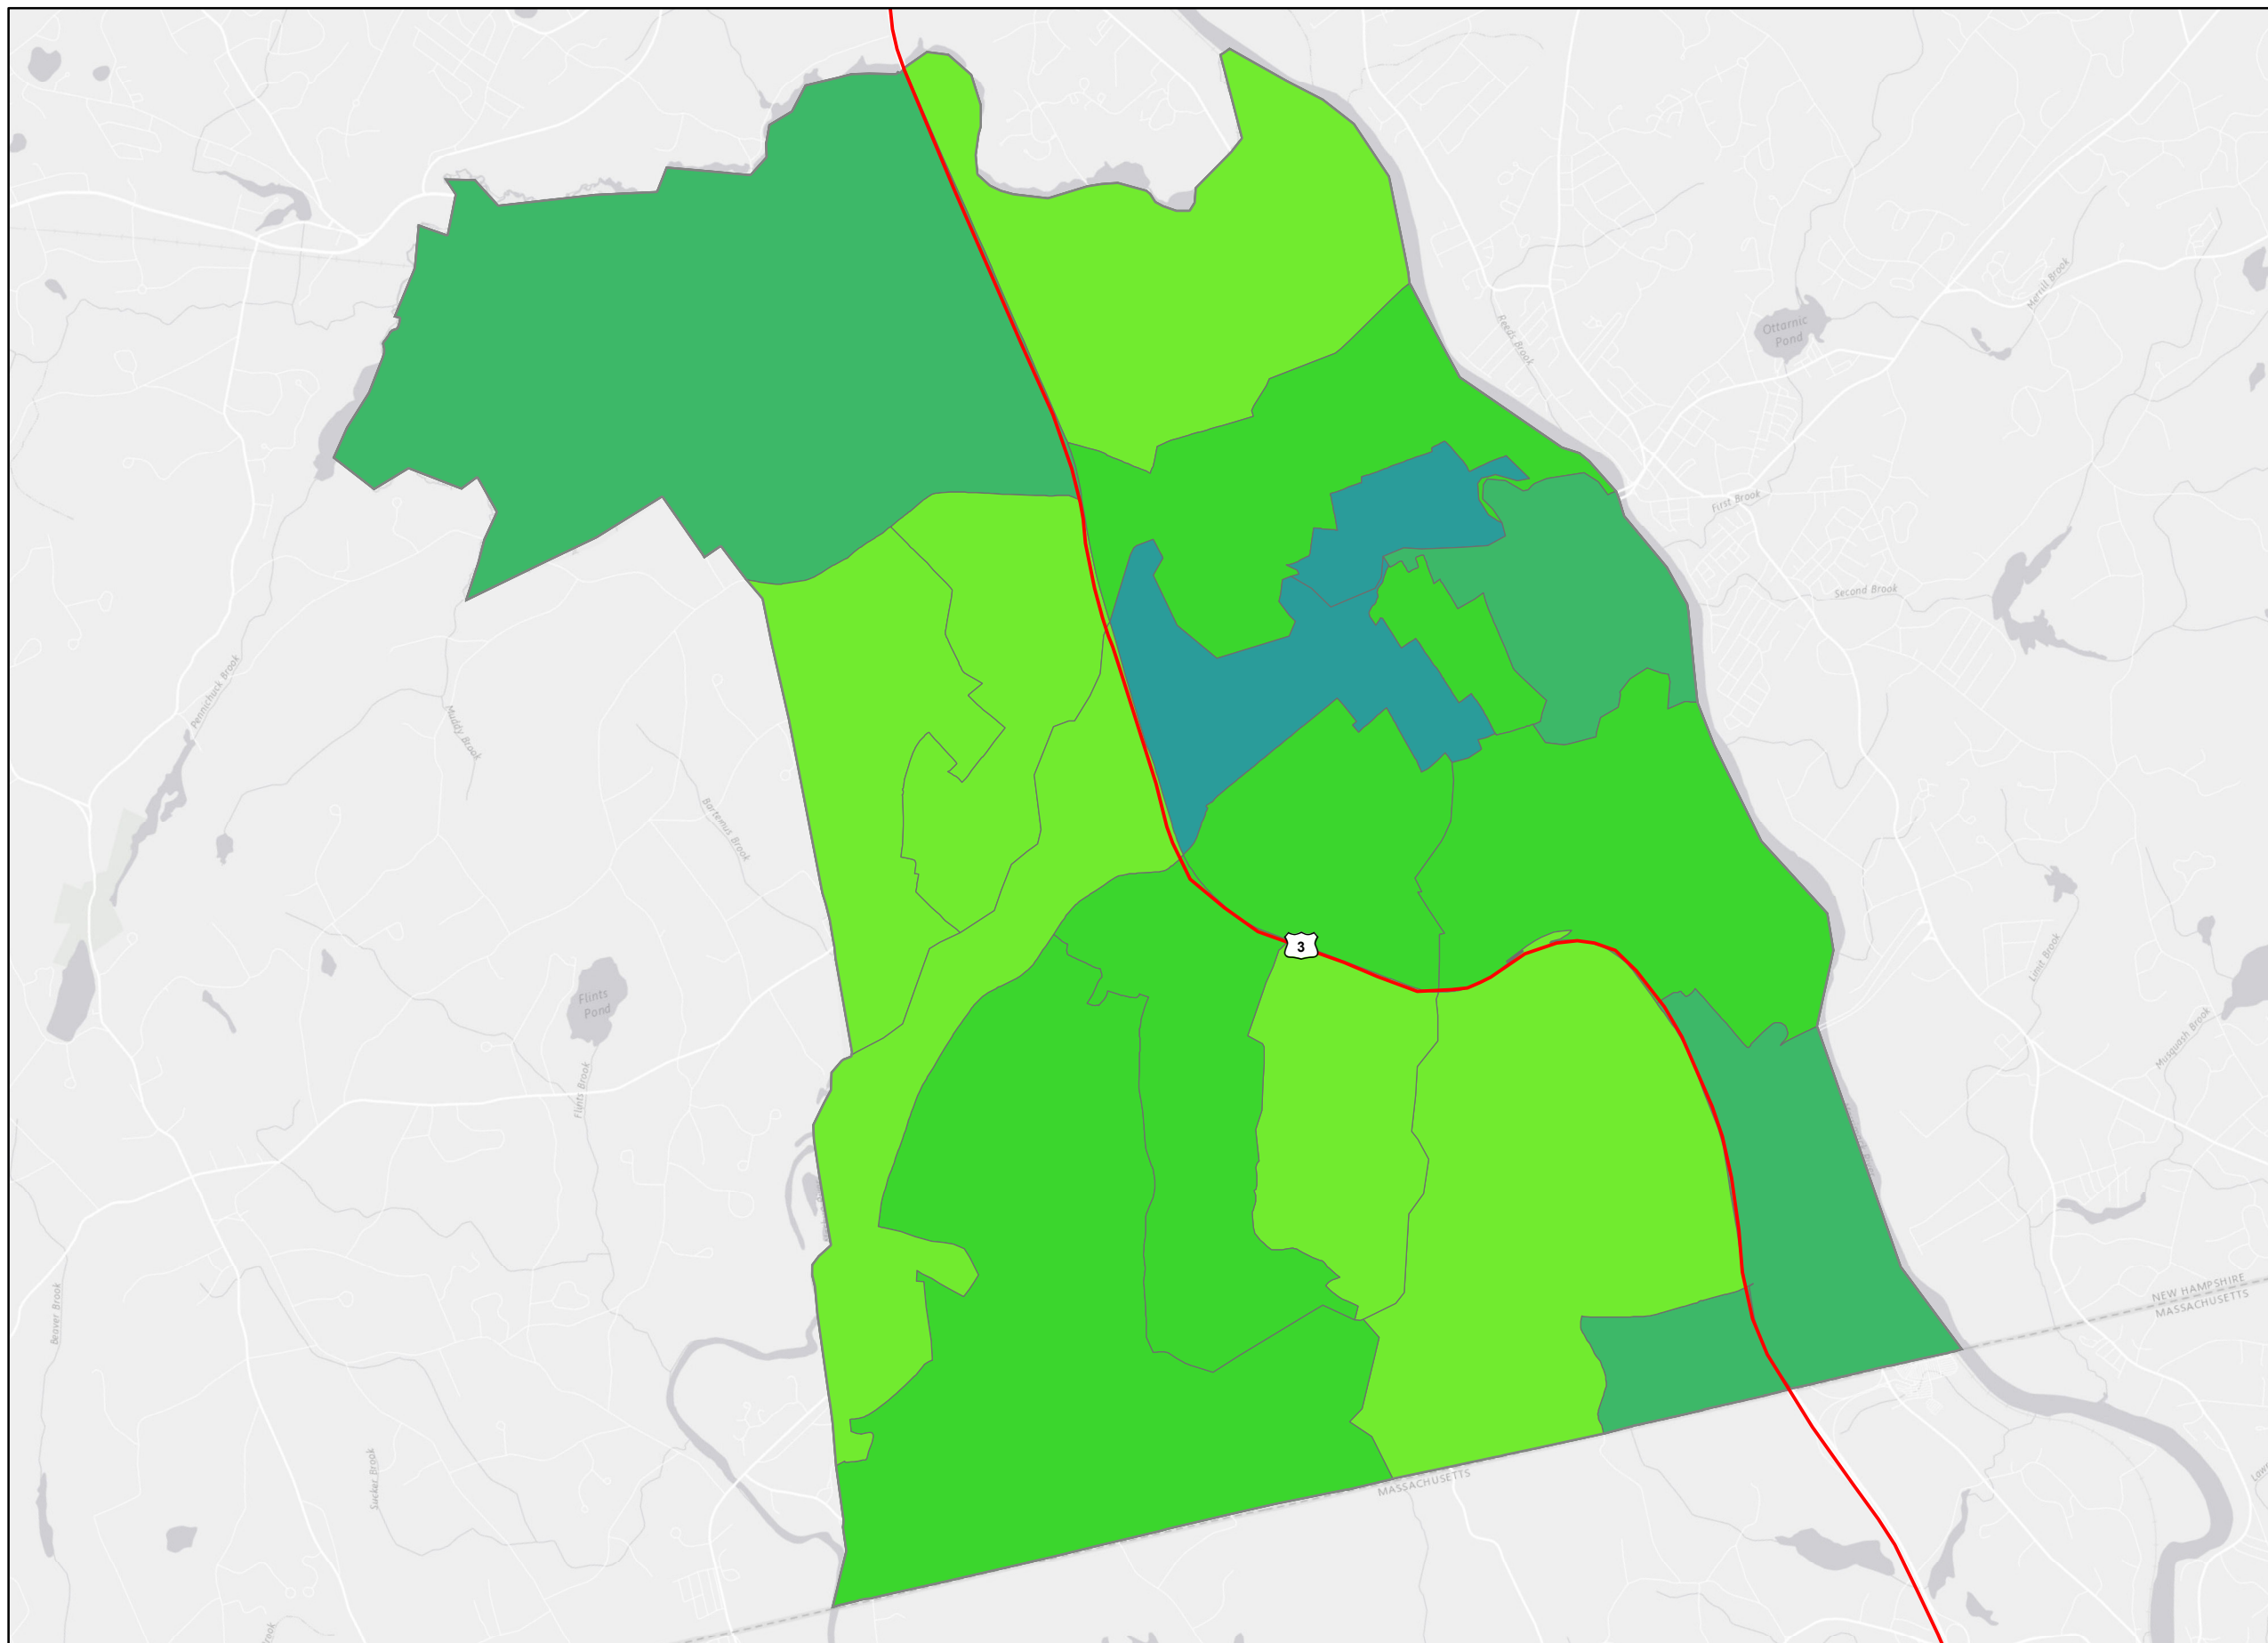 Merrill Brook
Ottarnic
Pond
Reeds Brook
First Brook
Second Brook
Pennichuck Brook
Muddy Brook
Bartemus Brook
3
Limit Brook
Flints
Pond
Musquash Brook
Flints Brook
NEW HAMPSHIRE
MASSACHUSETTS
Beaver Brook
Sucker Brook
MASSACHUSETTS